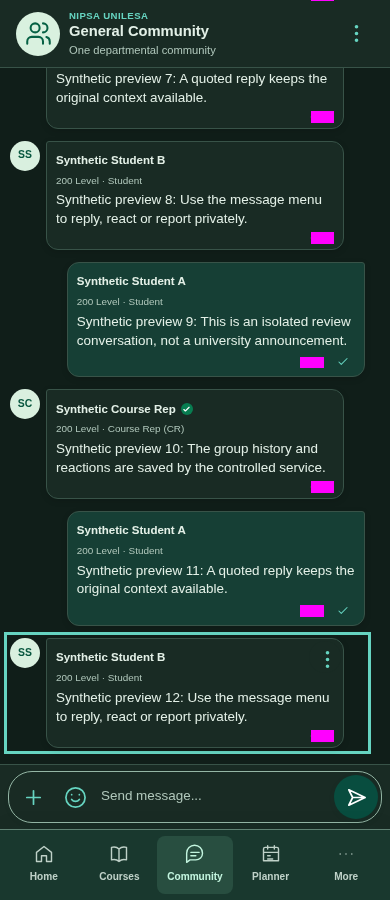 NIPSA UNILESA
General Community
One departmental community
Synthetic preview 7: A quoted reply keeps the
original context available.
SS
Synthetic Student B
200 Level · Student
Synthetic preview 8: Use the message menu
to reply, react or report privately.
Synthetic Student A
200 Level · Student
Synthetic preview 9: This is an isolated review
conversation, not a university announcement.
SC
Synthetic Course Rep
200 Level · Course Rep (CR)
Synthetic preview 10: The group history and
reactions are saved by the controlled service.
Synthetic Student A
200 Level · Student
Synthetic preview 11: A quoted reply keeps the
original context available.
SS
Synthetic Student B
200 Level · Student
Synthetic preview 12: Use the message menu
to reply, react or report privately.
Send message...
Home Courses Community Planner More